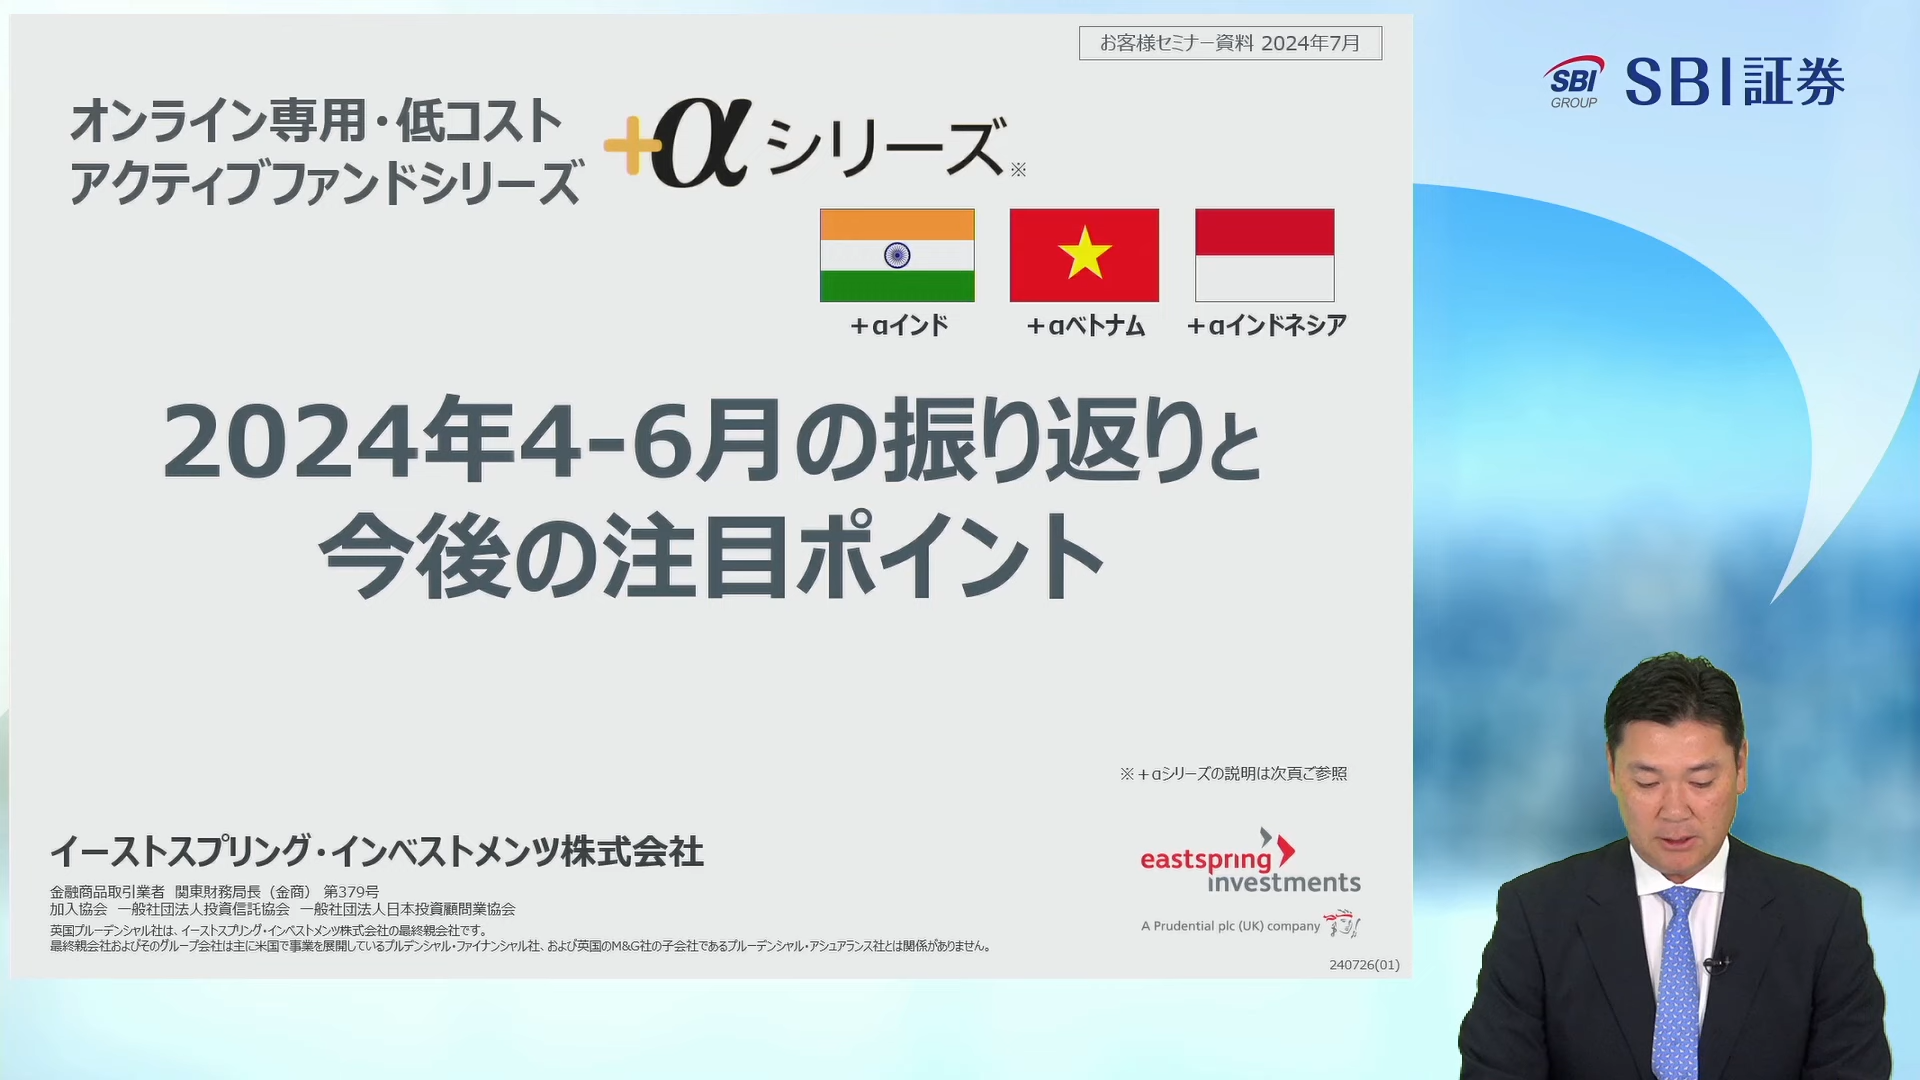 お客様セミナー資料 2024年7月
SBI
GROUP
SBI証券
オンライン専用・低コスト
アクティブファンドシリーズ
+αシリーズ※
+αインド
+αベトナム
+αインドネシア
2024年4-6月の振り返りと
今後の注目ポイント
※+αシリーズの説明は次頁ご参照
イーストスプリング・インベストメンツ株式会社
金融商品取引業者 関東財務局長（金商） 第379号
加入協会 一般社団法人投資信託協会 一般社団法人日本投資顧問業協会
英国プルーデンシャル社は、イーストスプリング・インベストメンツ株式会社の最終親会社です。
最終親会社およびそのグループ会社は主に米国で事業を展開しているプルデンシャル・ファイナンシャル社、および英国のM&G社の子会社であるプルーデンシャル・アシュアランス社とは関係がありません。
eastspring
investments
A Prudential plc (UK) company
240726(01)